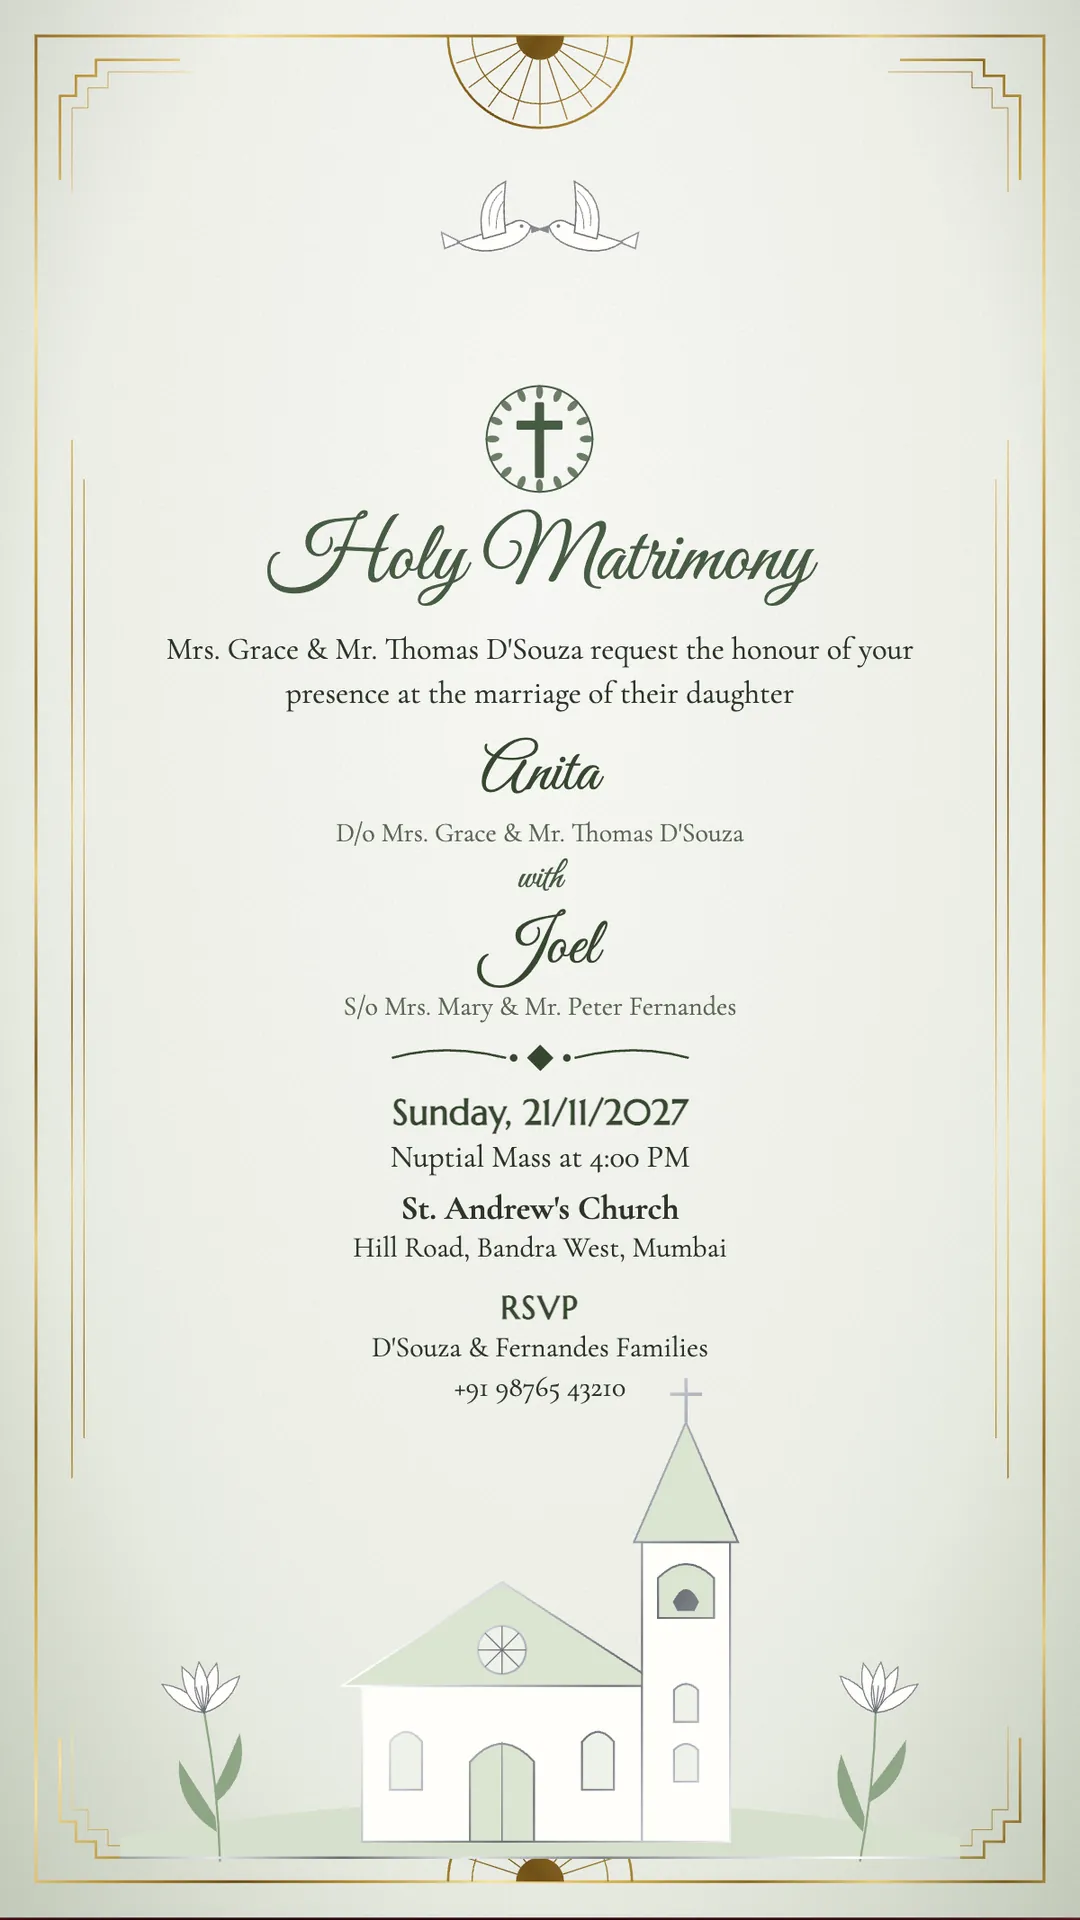 Holy Matrimony
Mrs. Grace & Mr. Thomas D'Souza request the honour of your
presence at the marriage of their daughter
Anita
D/o Mrs. Grace & Mr. Thomas D'Souza
with
Joel
S/o Mrs. Mary & Mr. Peter Fernandes
Sunday, 21/11/2027
Nuptial Mass at 4:00 PM
St. Andrew's Church
Hill Road, Bandra West, Mumbai
RSVP
D'Souza & Fernandes Families
+91 98765 43210